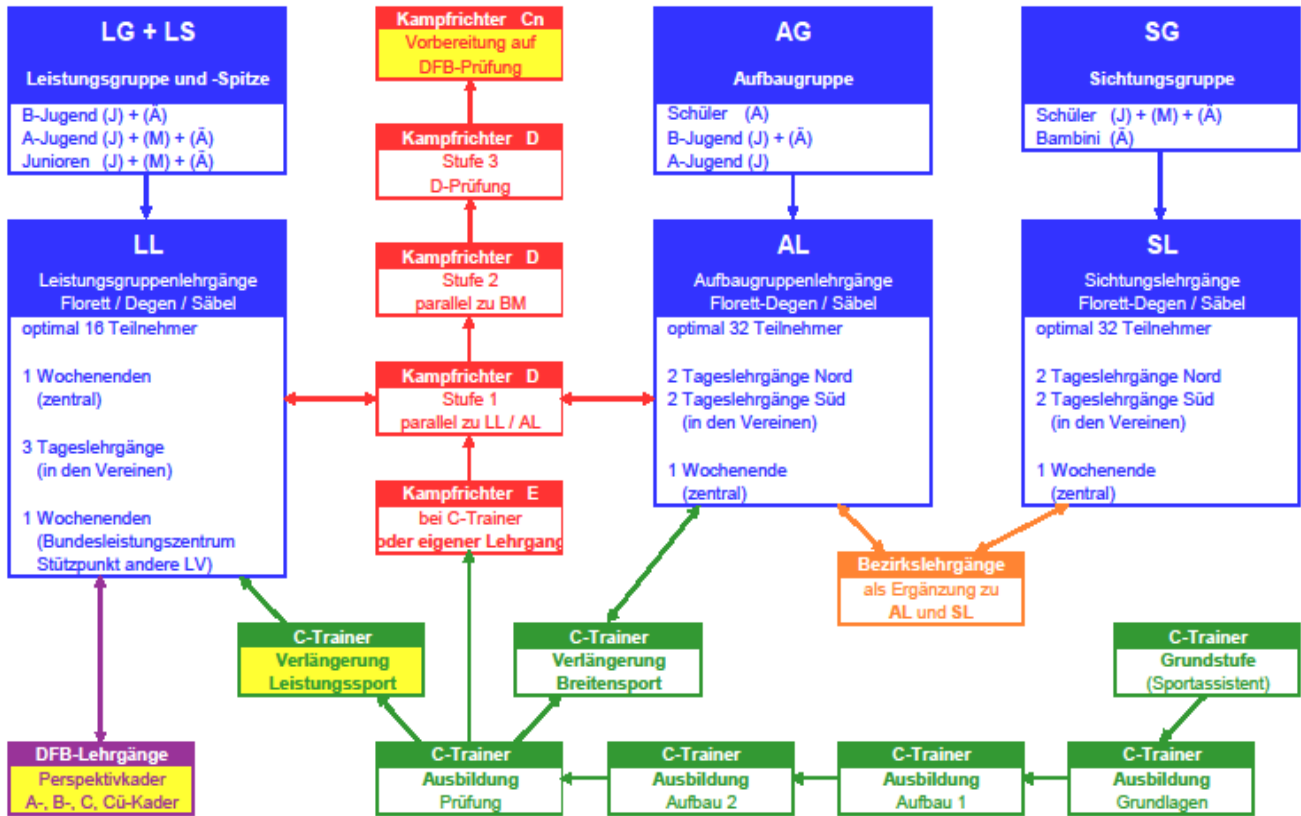 LG + LS
Leistungsgruppe und -Spitze
B-Jugend (J) + (Ä)
A-Jugend (J) + (M) + (Ä)
Junioren (J) + (M) + (Ä)
Kampfrichter Cn
Vorbereitung auf
DFB-Prüfung
AG
Aufbaugruppe
Schüler (A)
B-Jugend (J) + (Ä)
A-Jugend (J)
SG
Sichtungsgruppe
Schüler (J) + (M) + (Ä)
Bambini (Ä)
Kampfrichter D
Stufe 3
D-Prüfung
LL
Leistungsgruppenlehrgänge
Florett / Degen / Säbel
optimal 16 Teilnehmer
1 Wochenenden
(zentral)
3 Tageslehrgänge
(in den Vereinen)
1 Wochenenden
(Bundesleistungszentrum
Stützpunkt andere LV)
Kampfrichter D
Stufe 2
parallel zu BM
Kampfrichter D
Stufe 1
parallel zu LL / AL
Kampfrichter E
bei C-Trainer
oder eigener Lehrgang
AL
Aufbaugruppenlehrgänge
Florett-Degen / Säbel
optimal 32 Teilnehmer
2 Tageslehrgänge Nord
2 Tageslehrgänge Süd
(in den Vereinen)
1 Wochenende
(zentral)
SL
Sichtungslehrgänge
Florett-Degen / Säbel
optimal 32 Teilnehmer
2 Tageslehrgänge Nord
2 Tageslehrgänge Süd
(in den Vereinen)
1 Wochenende
(zentral)
Bezirkslehrgänge
als Ergänzung zu
AL und SL
C-Trainer
Verlängerung
Leistungssport
C-Trainer
Verlängerung
Breitensport
C-Trainer
Grundstufe
(Sportassistent)
DFB-Lehrgänge
Perspektivkader
A-, B-, C, Cü-Kader
C-Trainer
Ausbildung
Prüfung
C-Trainer
Ausbildung
Aufbau 2
C-Trainer
Ausbildung
Aufbau 1
C-Trainer
Ausbildung
Grundlagen